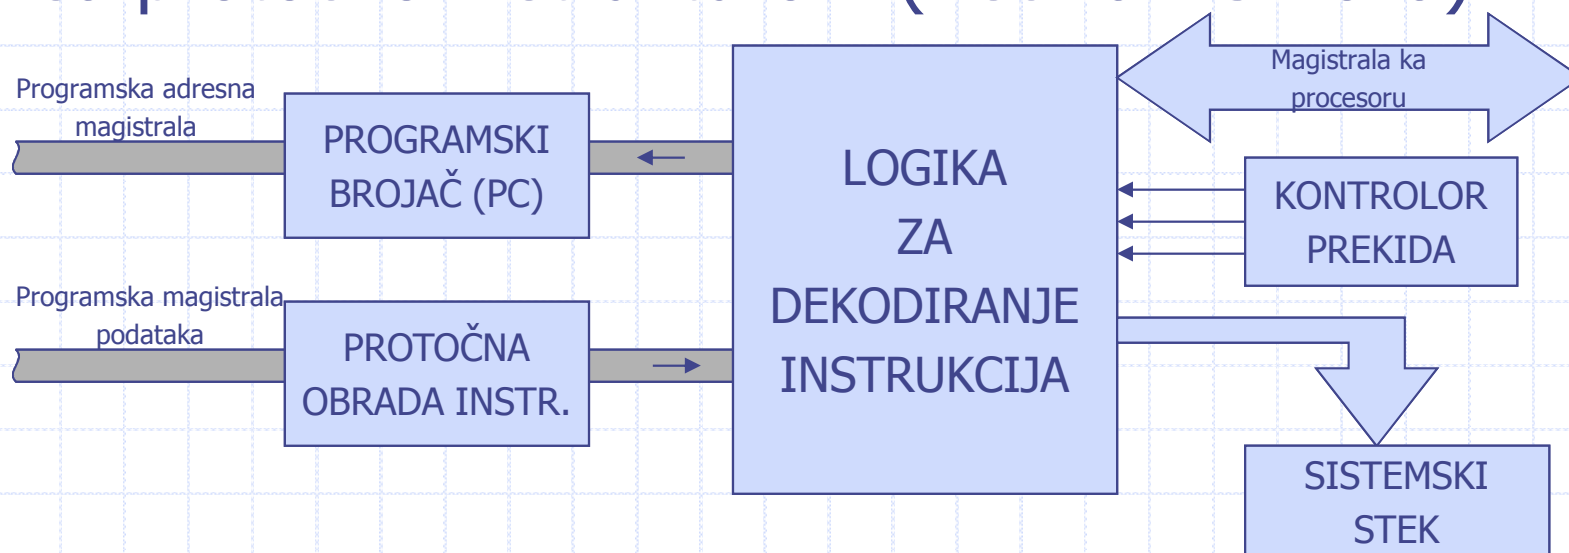 Programska adresna
magistrala
PROGRAMSKI
BROJAČ (PC)
Programska magistrala
podataka
PROTOČNA
OBRADA INSTR.
LOGIKA
ZA
DEKODIRANJE
INSTRUKCIJA
Magistrala ka
procesoru
KONTROLOR
PREKIDA
SISTEMSKI
STEK